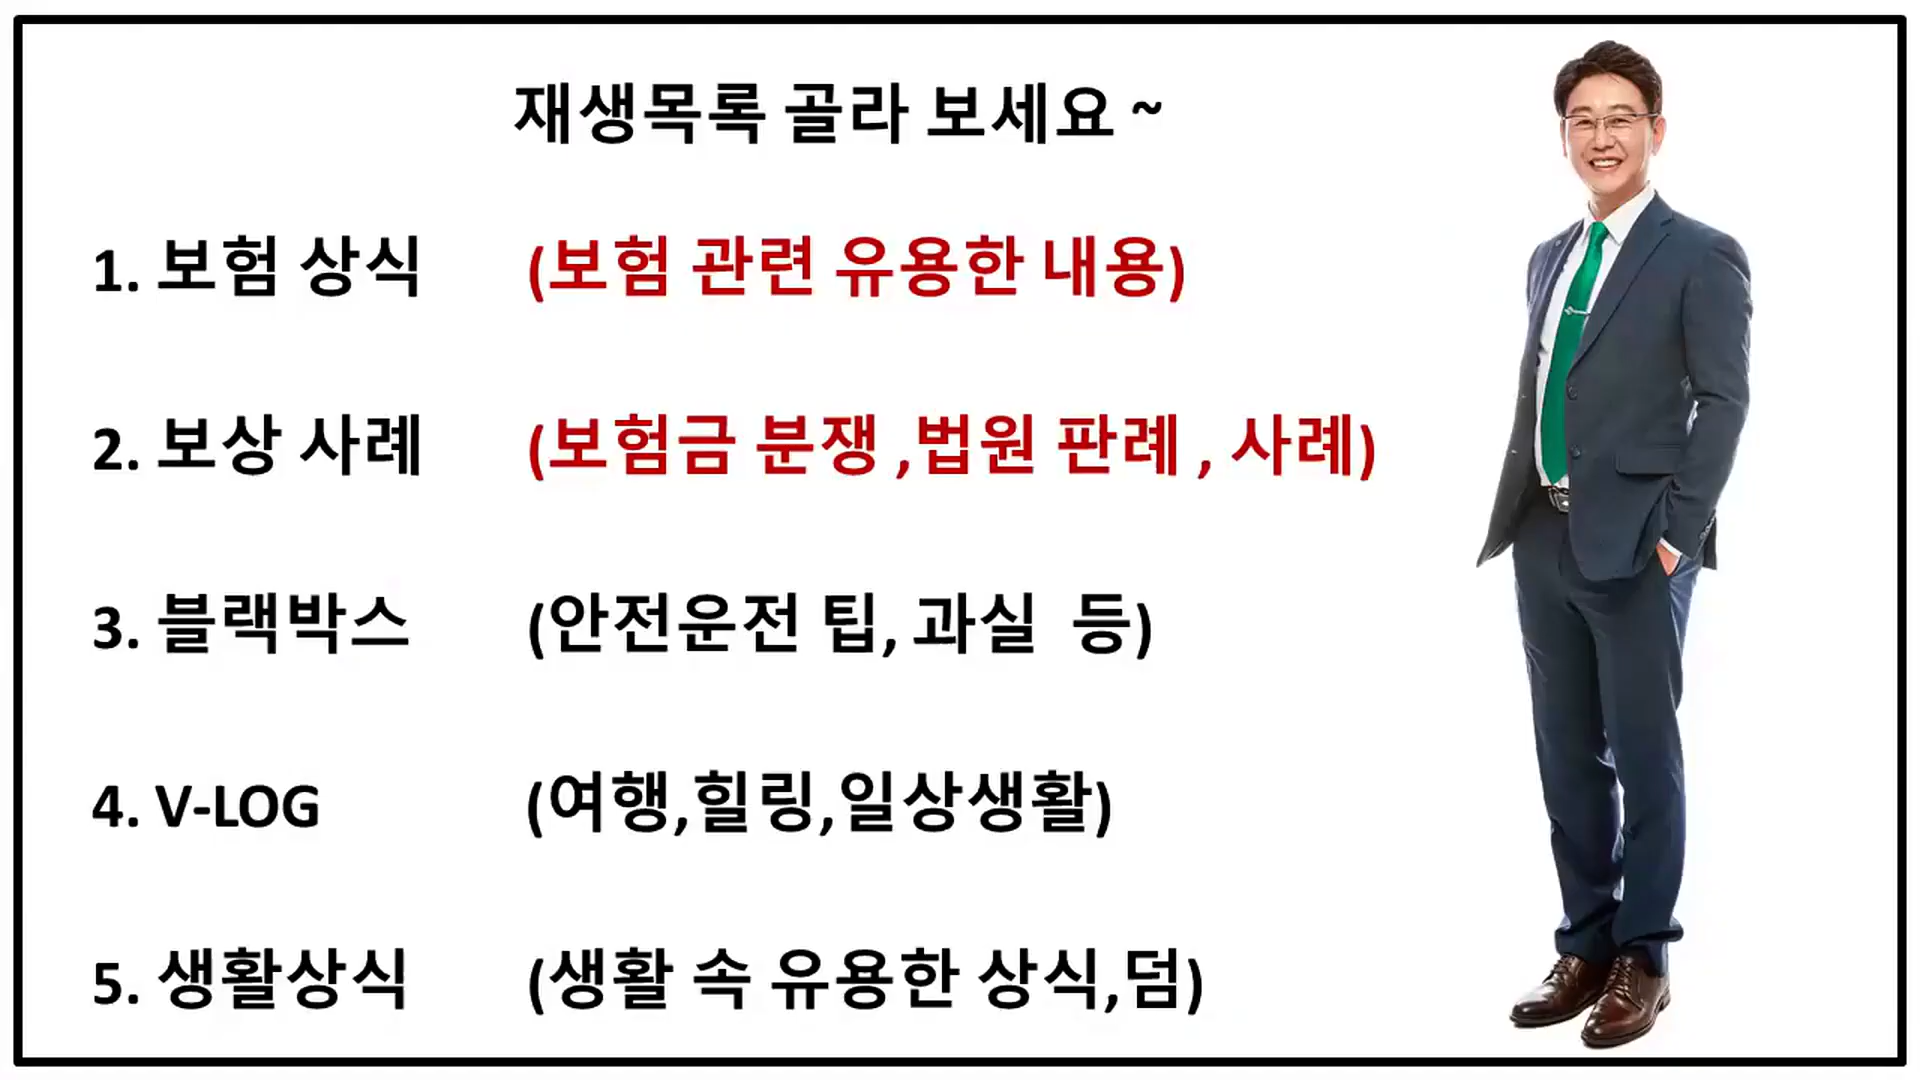 재생목록 골라 보세요 ~
1. 보험 상식 (보험 관련 유용한 내용)
2. 보상 사례 (보험금 분쟁 ,법원 판례 , 사례)
3. 블랙박스 (안전운전 팁, 과실 등)
4. V-LOG (여행,힐링,일상생활)
5. 생활상식 (생활 속 유용한 상식,덤)